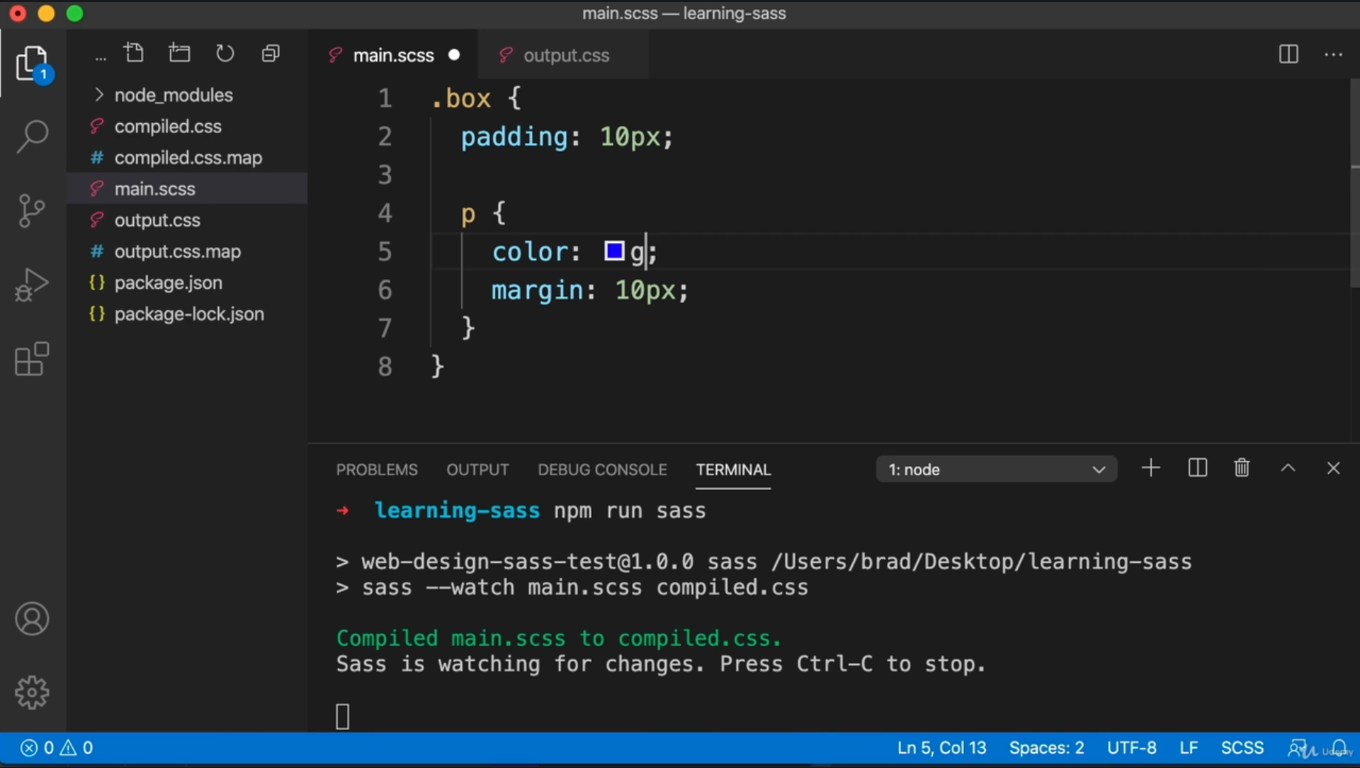 main.scss — learning-sass
...
main.scss
output.css
...
1
node_modules
compiled.css
compiled.css.map
main.scss
output.css
output.css.map
package.json
package-lock.json
1 .box {
2 padding: 10px;
3
4 p {
5 color: g;
6 margin: 10px;
7 }
8 }
PROBLEMS OUTPUT DEBUG CONSOLE TERMINAL 1: node
→ learning-sass npm run sass
> web-design-sass-test@1.0.0 sass /Users/brad/Desktop/learning-sass
> sass --watch main.scss compiled.css
Compiled main.scss to compiled.css.
Sass is watching for changes. Press Ctrl-C to stop.
0 0 Ln 5, Col 13 Spaces: 2 UTF-8 LF SCSS Udemy